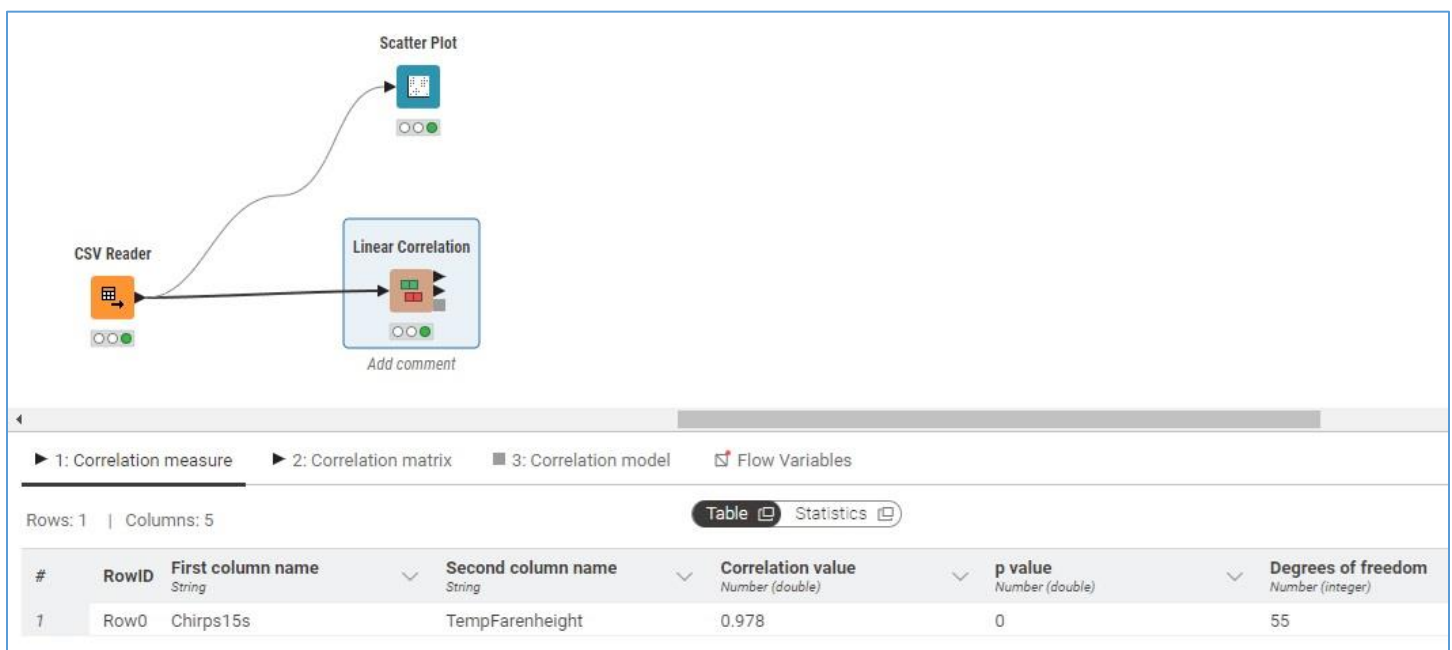 Scatter Plot
CSV Reader
Linear Correlation
Add comment
1: Correlation measure 2: Correlation matrix 3: Correlation model Flow Variables
Rows: 1 | Columns: 5 Table Statistics
# RowID First column name Second column name Correlation value p value Degrees of freedom
String String Number (double) Number (double) Number (integer)
1 Row0 Chirps15s TempFarenheight 0.978 0 55